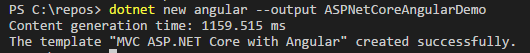 PS C:\repos> dotnet new angular --output ASPNetCoreAngularDemo
Content generation time: 1159.515 ms
The template "MVC ASP.NET Core with Angular" created successfully.